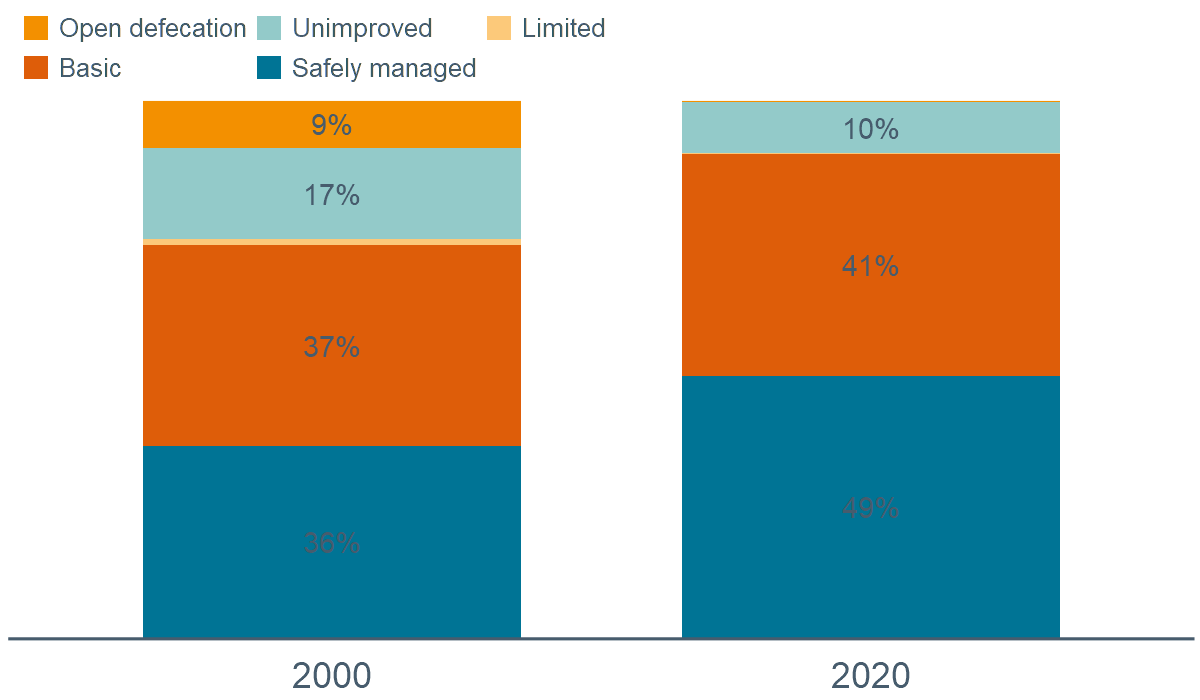 Open defecation Unimproved Limited
Basic Safely managed
9% 10%
17%
37% 41%
36% 49%
2000 2020